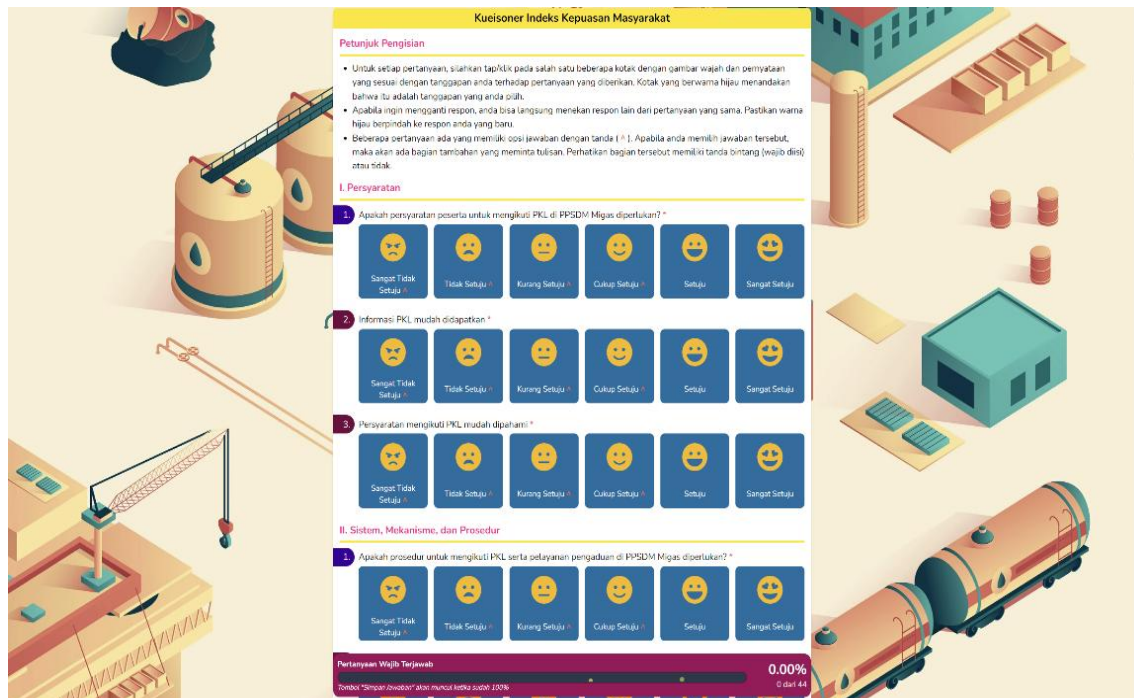 Kueisoner Indeks Kepuasan Masyarakat
Petunjuk Pengisian
• Untuk setiap pertanyaan, silahkan tap/klik pada salah satu beberapa kotak dengan gambar wajah dan pernyataan
yang sesuai dengan tanggapan anda terhadap pertanyaan yang diberikan. Kotak yang berwarna hijau menandakan
bahwa itu adalah tanggapan yang anda pilih.
• Apabila ingin mengganti respon, anda bisa langsung menekan respon lain dari pertanyaan yang sama. Pastikan warna
hijau berpindah ke respon anda yang baru.
• Beberapa pertanyaan ada yang memiliki opsi jawaban dengan tanda ( ^ ). Apabila anda memilih jawaban tersebut,
maka akan ada bagian tambahan yang meminta tulisan. Perhatikan bagian tersebut memiliki tanda bintang (wajib diisi)
atau tidak.
I. Persyaratan
1. Apakah persyaratan peserta untuk mengikuti PKL di PPSDM Migas diperlukan? *
Sangat Tidak
Setuju ^
Tidak Setuju ^
Kurang Setuju ^
Cukup Setuju ^
Setuju
Sangat Setuju
2. Informasi PKL mudah didapatkan *
Sangat Tidak
Setuju ^
Tidak Setuju ^
Kurang Setuju ^
Cukup Setuju ^
Setuju
Sangat Setuju
3. Persyaratan mengikuti PKL mudah dipahami *
Sangat Tidak
Setuju ^
Tidak Setuju ^
Kurang Setuju ^
Cukup Setuju ^
Setuju
Sangat Setuju
II. Sistem, Mekanisme, dan Prosedur
1. Apakah prosedur untuk mengikuti PKL serta pelayanan pengaduan di PPSDM Migas diperlukan? *
Sangat Tidak
Setuju ^
Tidak Setuju ^
Kurang Setuju ^
Cukup Setuju ^
Setuju
Sangat Setuju
Pertanyaan Wajib Terjawab
0.00%
0 dari 44
Tombol "Simpan Jawaban" akan muncul ketika sudah 100%